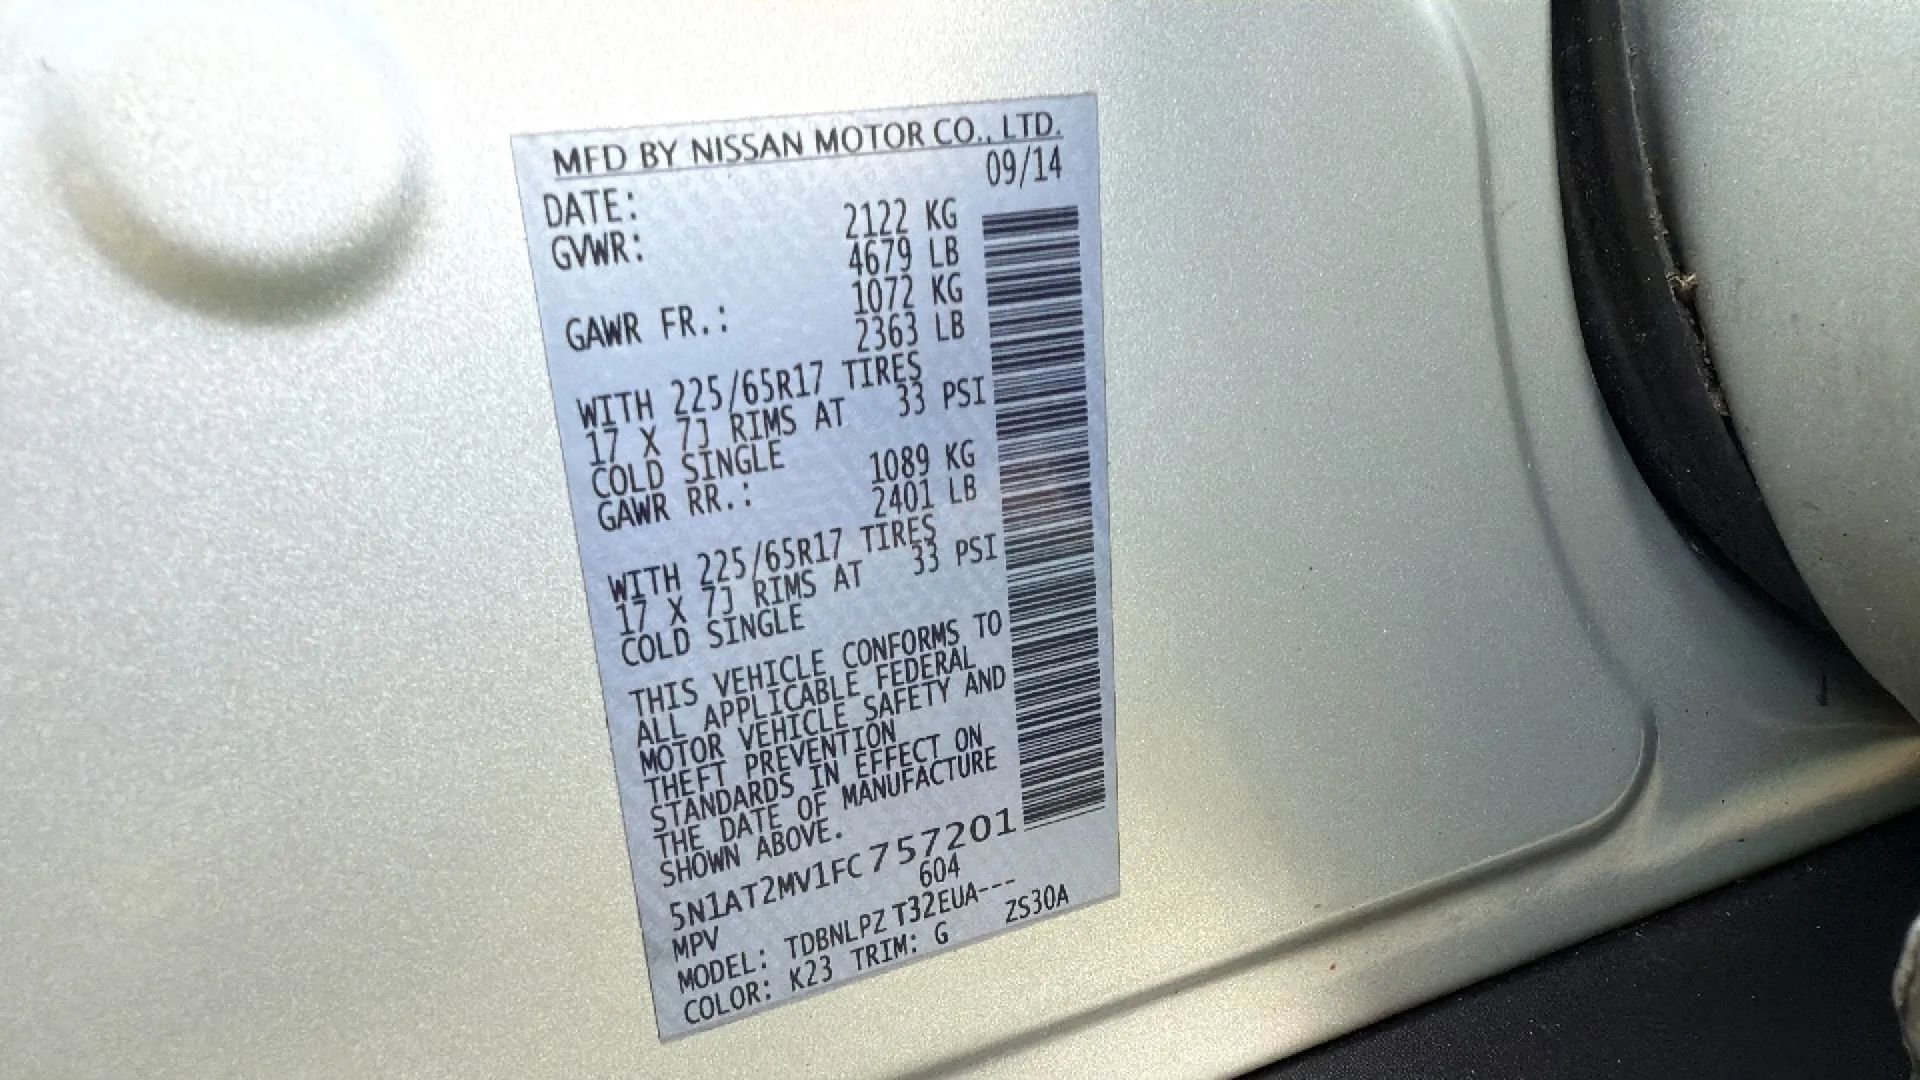 MFD BY NISSAN MOTOR CO., LTD.
DATE: 09/14
GVWR: 2122 KG
4679 LB
GAWR FR.: 1072 KG
2363 LB
WITH 225/65R17 TIRES
17 X 7J RIMS AT 33 PSI
COLD SINGLE
GAWR RR.: 1089 KG
2401 LB
WITH 225/65R17 TIRES
17 X 7J RIMS AT 33 PSI
COLD SINGLE
THIS VEHICLE CONFORMS TO
ALL APPLICABLE FEDERAL
MOTOR VEHICLE SAFETY AND
THEFT PREVENTION
STANDARDS IN EFFECT ON
THE DATE OF MANUFACTURE
SHOWN ABOVE.
5N1AT2MV1FC757201
MPV 604
MODEL: TDBNLPZ T32EUA---
COLOR: K23 TRIM: G ZS30A